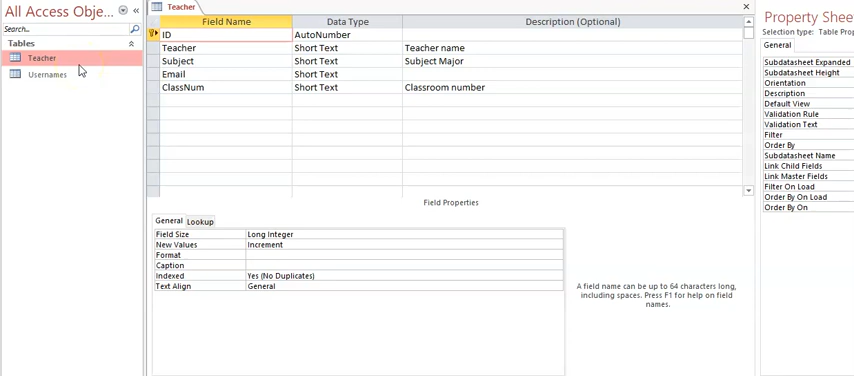 All Access Obje...
Search...
Tables
Teacher
Usernames
Teacher
Field Name Data Type Description (Optional)
ID AutoNumber
Teacher Short Text Teacher name
Subject Short Text Subject Major
Email Short Text
ClassNum Short Text Classroom number
Field Properties
General Lookup
Field Size Long Integer
New Values Increment
Format
Caption
Indexed Yes (No Duplicates)
Text Align General
A field name can be up to 64 characters long,
including spaces. Press F1 for help on field
names.
Property Shee
Selection type: Table Prop
General
Subdatasheet Expanded
Subdatasheet Height
Orientation
Description
Default View
Validation Rule
Validation Text
Filter
Order By
Subdatasheet Name
Link Child Fields
Link Master Fields
Filter On Load
Order By On Load
Order By On